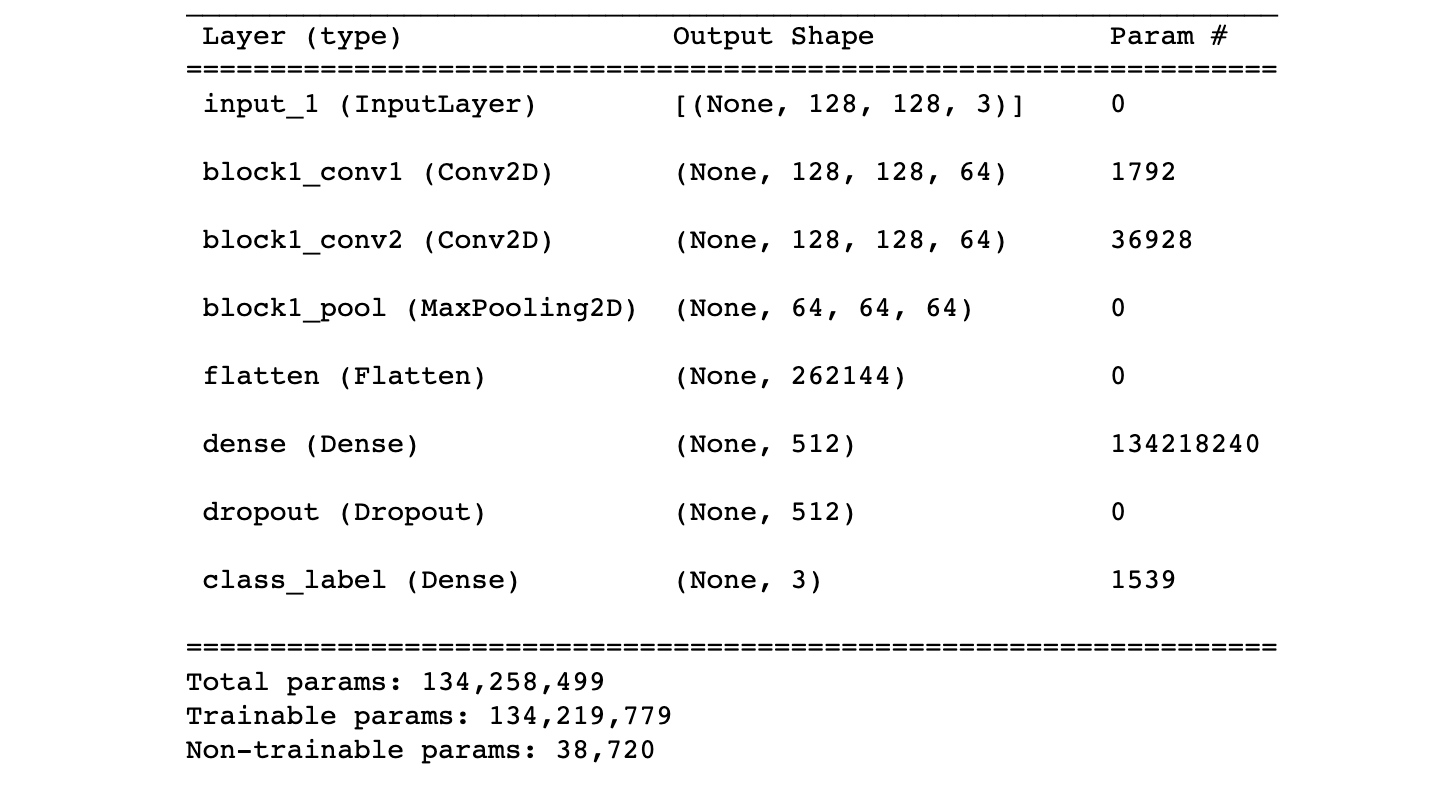 Layer (type) Output Shape Param #
=================================================================
input_1 (InputLayer) [(None, 128, 128, 3)] 0
block1_conv1 (Conv2D) (None, 128, 128, 64) 1792
block1_conv2 (Conv2D) (None, 128, 128, 64) 36928
block1_pool (MaxPooling2D) (None, 64, 64, 64) 0
flatten (Flatten) (None, 262144) 0
dense (Dense) (None, 512) 134218240
dropout (Dropout) (None, 512) 0
class_label (Dense) (None, 3) 1539
=================================================================
Total params: 134,258,499
Trainable params: 134,219,779
Non-trainable params: 38,720